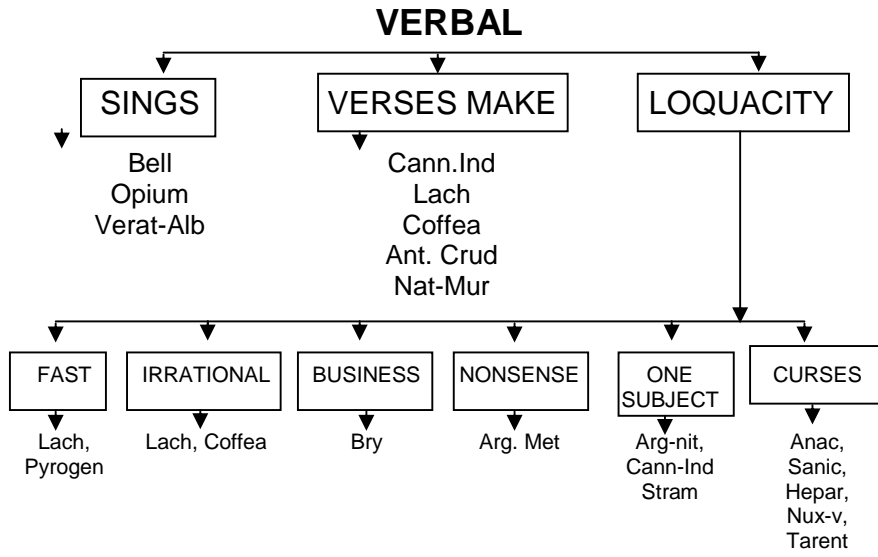 VERBAL
SINGS
VERSES MAKE
LOQUACITY
Bell
Opium
Verat-Alb
Cann.Ind
Lach
Coffea
Ant. Crud
Nat-Mur
FAST
IRRATIONAL
BUSINESS
NONSENSE
ONE
SUBJECT
CURSES
Lach,
Pyrogen
Lach, Coffea
Bry
Arg. Met
Arg-nit,
Cann-Ind
Stram
Anac,
Sanic,
Hepar,
Nux-v,
Tarent